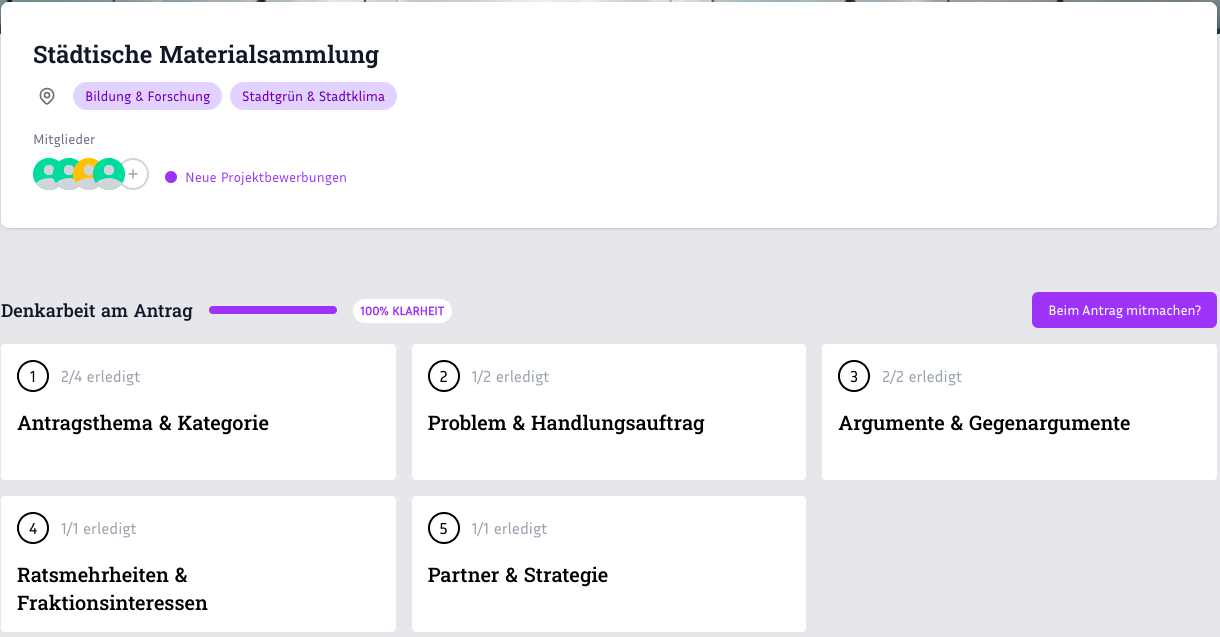 Städtische Materialsammlung
Bildung & Forschung
Stadtgrün & Stadtklima
Mitglieder
+
Neue Projektbewerbungen
Denkarbeit am Antrag
100% KLARHEIT
Beim Antrag mitmachen?
1 2/4 erledigt
Antragsthema & Kategorie
2 1/2 erledigt
Problem & Handlungsauftrag
3 2/2 erledigt
Argumente & Gegenargumente
4 1/1 erledigt
Ratsmehrheiten &
Fraktionsinteressen
5 1/1 erledigt
Partner & Strategie